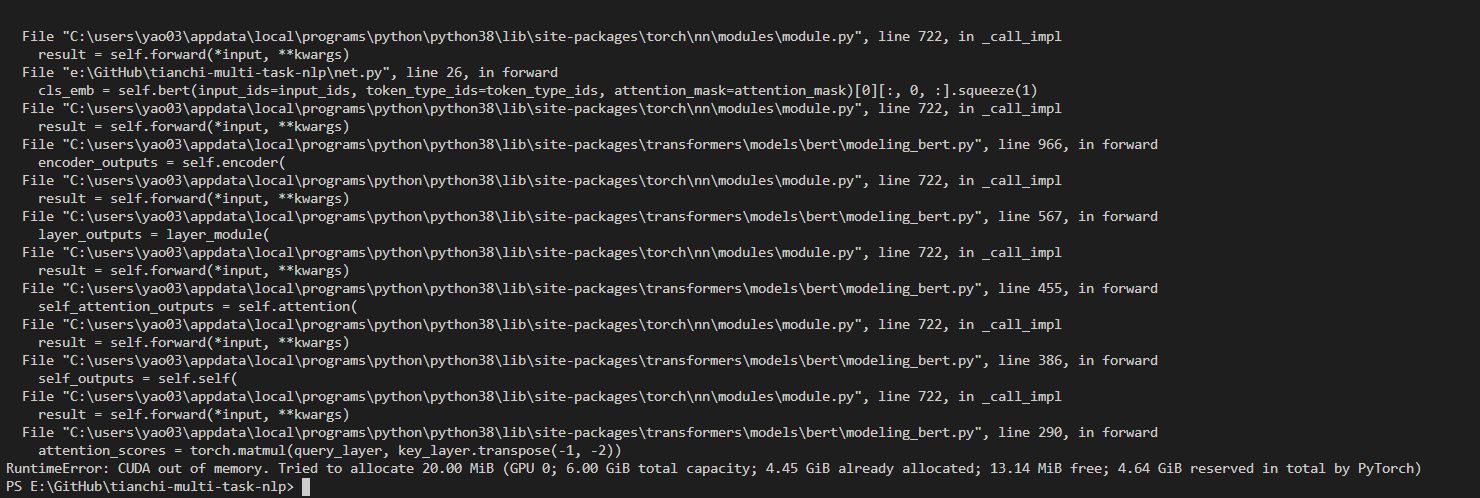 File "C:\users\yao03\appdata\local\programs\python\python38\lib\site-packages\torch\nn\modules\module.py", line 722, in _call_impl
result = self.forward(*input, **kwargs)
File "e:\GitHub\tianchi-multi-task-nlp\net.py", line 26, in forward
cls_emb = self.bert(input_ids=input_ids, token_type_ids=token_type_ids, attention_mask=attention_mask)[0][:, 0, :].squeeze(1)
File "C:\users\yao03\appdata\local\programs\python\python38\lib\site-packages\torch\nn\modules\module.py", line 722, in _call_impl
result = self.forward(*input, **kwargs)
File "C:\users\yao03\appdata\local\programs\python\python38\lib\site-packages\transformers\models\bert\modeling_bert.py", line 966, in forward
encoder_outputs = self.encoder(
File "C:\users\yao03\appdata\local\programs\python\python38\lib\site-packages\torch\nn\modules\module.py", line 722, in _call_impl
result = self.forward(*input, **kwargs)
File "C:\users\yao03\appdata\local\programs\python\python38\lib\site-packages\transformers\models\bert\modeling_bert.py", line 567, in forward
layer_outputs = layer_module(
File "C:\users\yao03\appdata\local\programs\python\python38\lib\site-packages\torch\nn\modules\module.py", line 722, in _call_impl
result = self.forward(*input, **kwargs)
File "C:\users\yao03\appdata\local\programs\python\python38\lib\site-packages\transformers\models\bert\modeling_bert.py", line 455, in forward
self_attention_outputs = self.attention(
File "C:\users\yao03\appdata\local\programs\python\python38\lib\site-packages\torch\nn\modules\module.py", line 722, in _call_impl
result = self.forward(*input, **kwargs)
File "C:\users\yao03\appdata\local\programs\python\python38\lib\site-packages\transformers\models\bert\modeling_bert.py", line 386, in forward
self_outputs = self.self(
File "C:\users\yao03\appdata\local\programs\python\python38\lib\site-packages\torch\nn\modules\module.py", line 722, in _call_impl
result = self.forward(*input, **kwargs)
File "C:\users\yao03\appdata\local\programs\python\python38\lib\site-packages\transformers\models\bert\modeling_bert.py", line 290, in forward
attention_scores = torch.matmul(query_layer, key_layer.transpose(-1, -2))
RuntimeError: CUDA out of memory. Tried to allocate 20.00 MiB (GPU 0; 6.00 GiB total capacity; 4.45 GiB already allocated; 13.14 MiB free; 4.64 GiB reserved in total by PyTorch)
PS E:\GitHub\tianchi-multi-task-nlp>